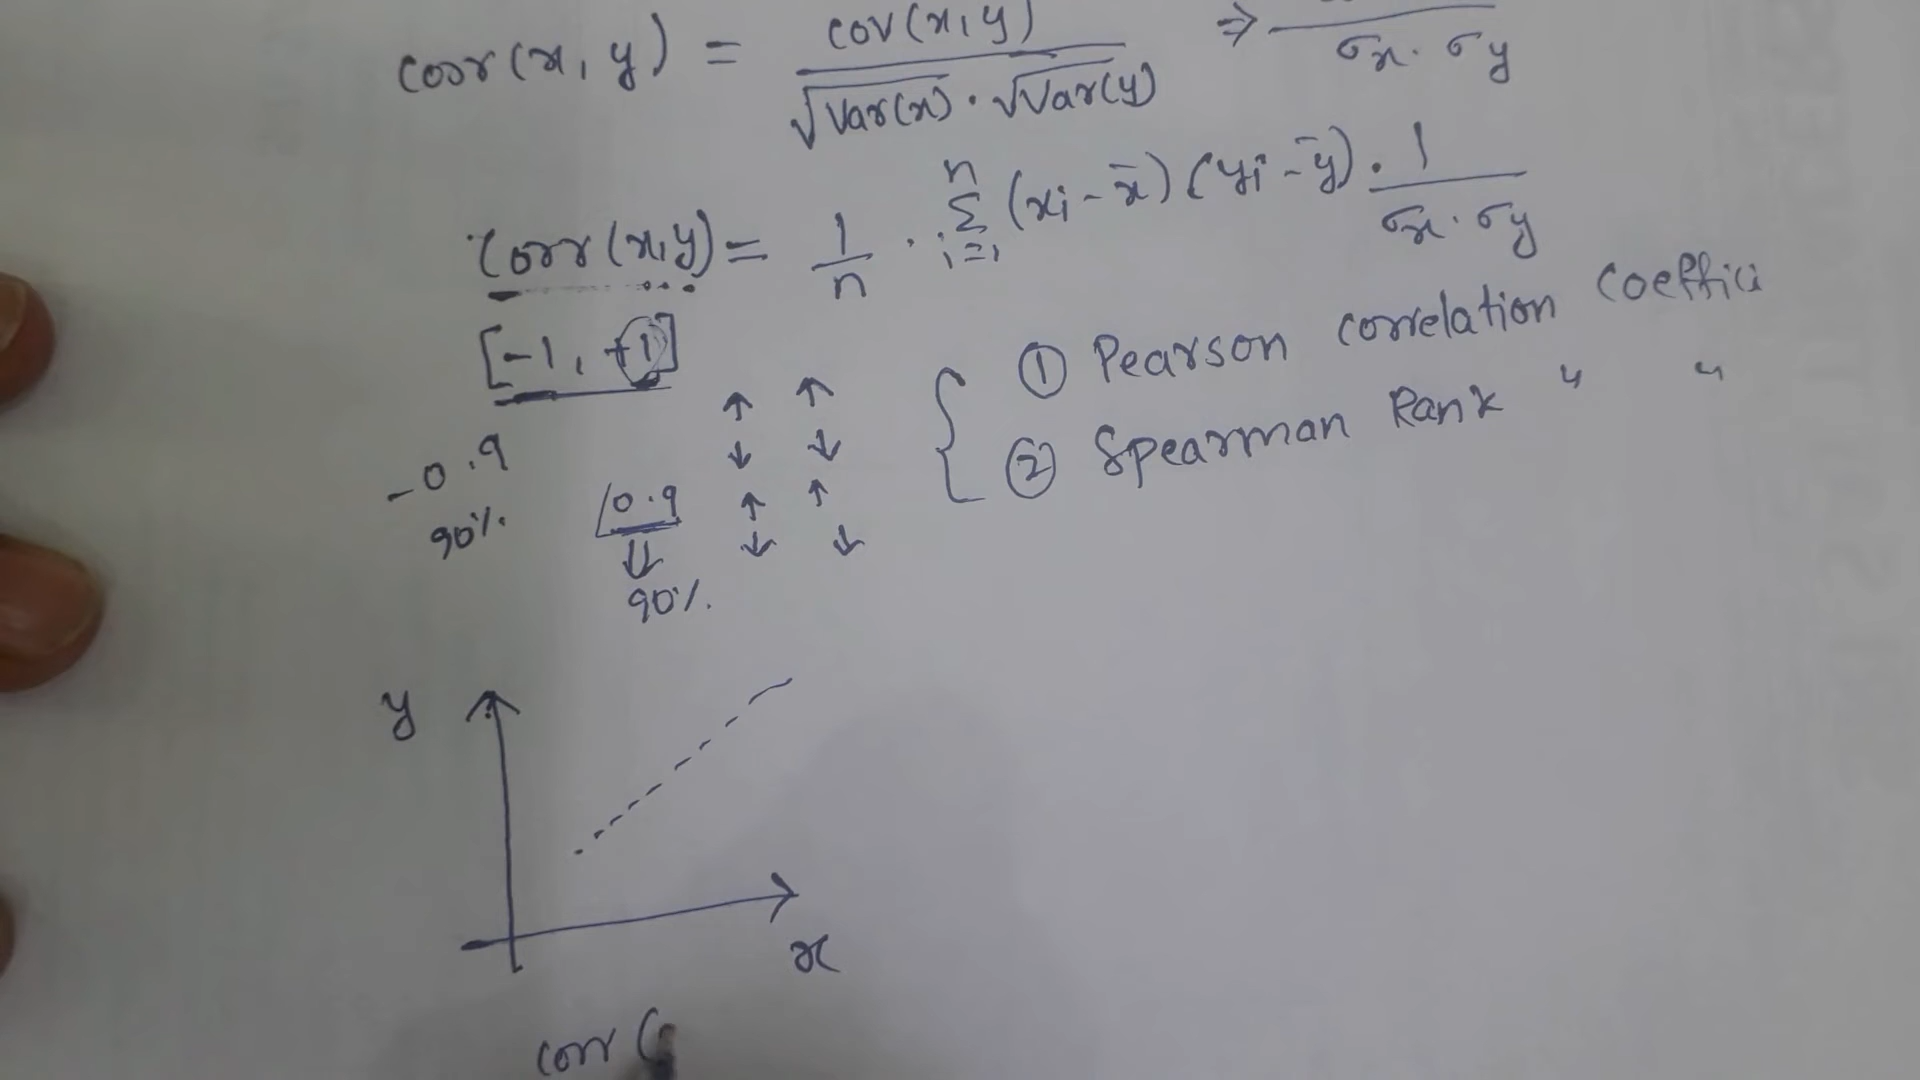 corr(x, y) = cov(x, y) / √Var(x) · √Var(y) ⇒ / σx · σy
Corr(x, y) = 1/n · n Σ i=1 (xi - x̄)(yi - ȳ) · 1 / σx · σy
[-1, +1]
① Pearson correlation coeffici
② Spearman Rank " "
↑ ↑
↓ ↓
-0.9
90%
0.9 ↑ ↑
⇓ ↓ ↓
90%
y
x
corr (